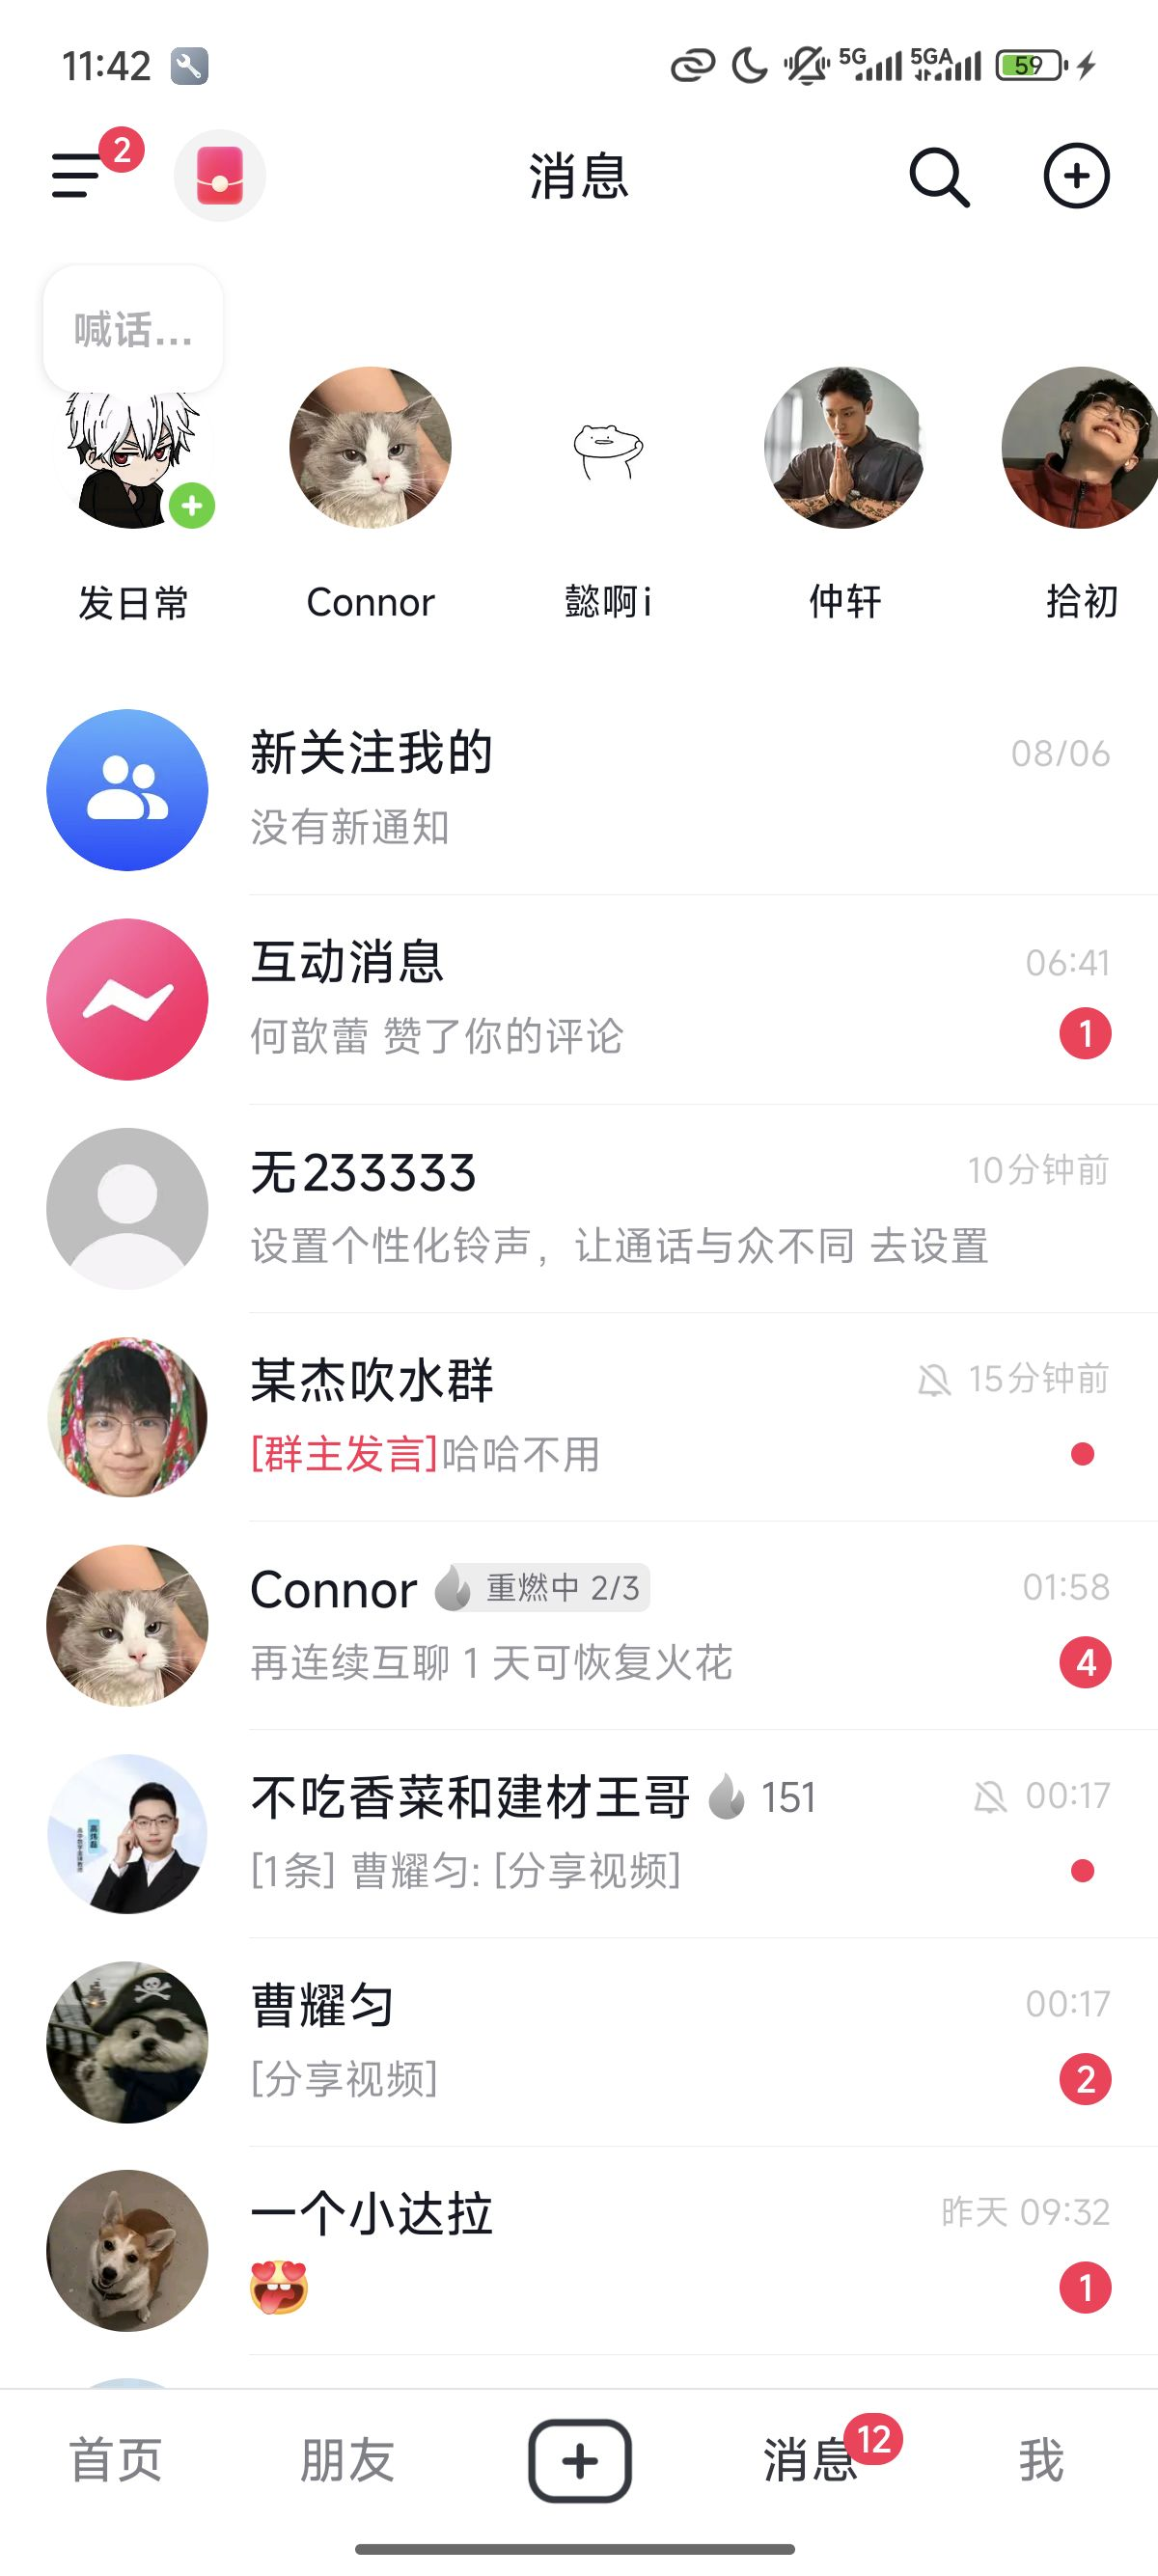 11:42
5G
5GA
59
2
消息
喊话...
发日常
Connor
懿啊i
仲轩
拾初
新关注我的
08/06
没有新通知
互动消息
06:41
何歆蕾 赞了你的评论
1
无233333
10分钟前
设置个性化铃声，让通话与众不同 去设置
某杰吹水群
15分钟前
[群主发言]哈哈不用
Connor
重燃中 2/3
01:58
再连续互聊 1 天可恢复火花
4
不吃香菜和建材王哥
151
00:17
[1条] 曹耀匀: [分享视频]
曹耀匀
00:17
[分享视频]
2
一个小达拉
昨天 09:32
1
首页
朋友
消息
12
我